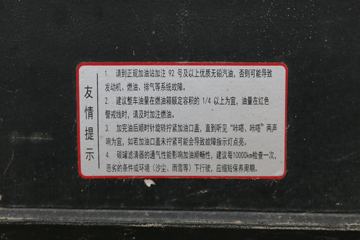 友情提示
1. 请到正规加油站加注 92 号及以上优质无铅汽油，否则可能导致
发动机、燃油、排气等系统故障。
2. 建议整车油量在燃油箱额定容积的 1/4 以上为宜，油量在红色
警戒线时，请及时加注燃油。
3. 加完油后顺时针旋转拧紧加油口盖，直到听见“咔嗒、咔嗒”两声
响为宜，如若加油口盖未拧紧可能会导致故障指示灯点亮。
4. 碳罐滤清器的通气性能影响加油顺畅性，建议每10000km检查一次，
恶劣的条件或环境（沙尘、雨雪等）下行驶，应缩短保养周期。